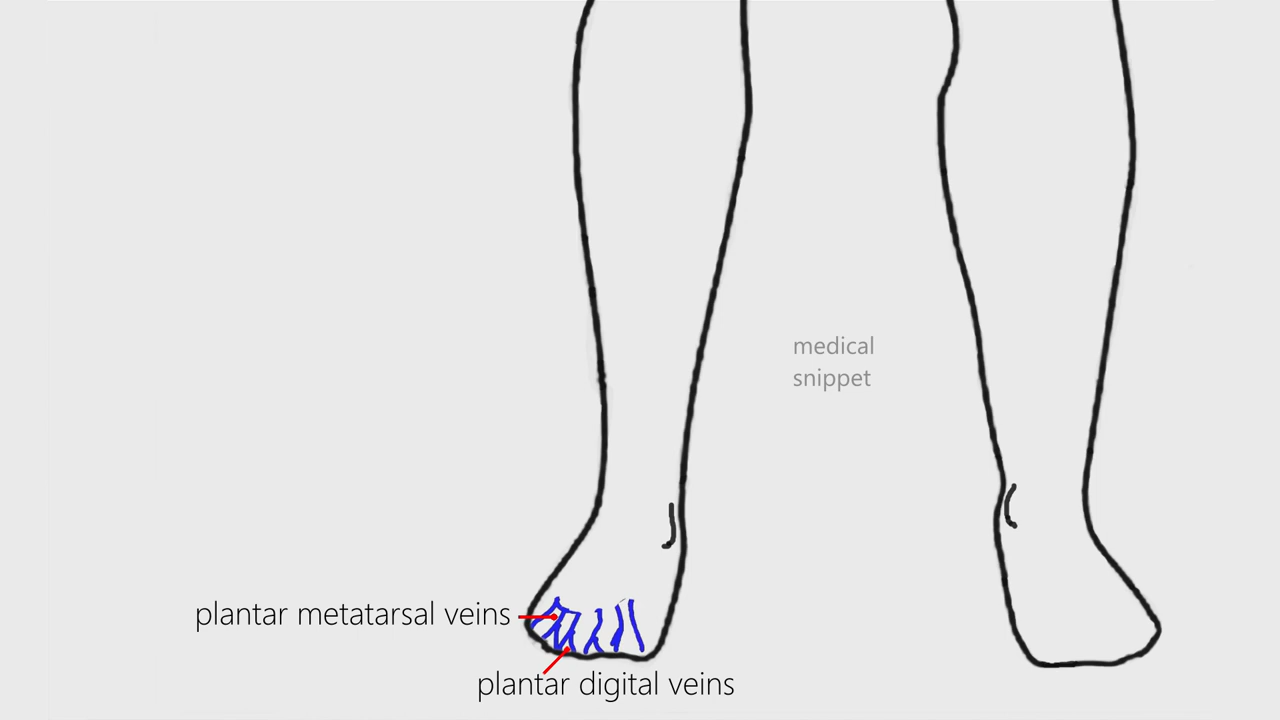 medical
snippet
plantar metatarsal veins
plantar digital veins